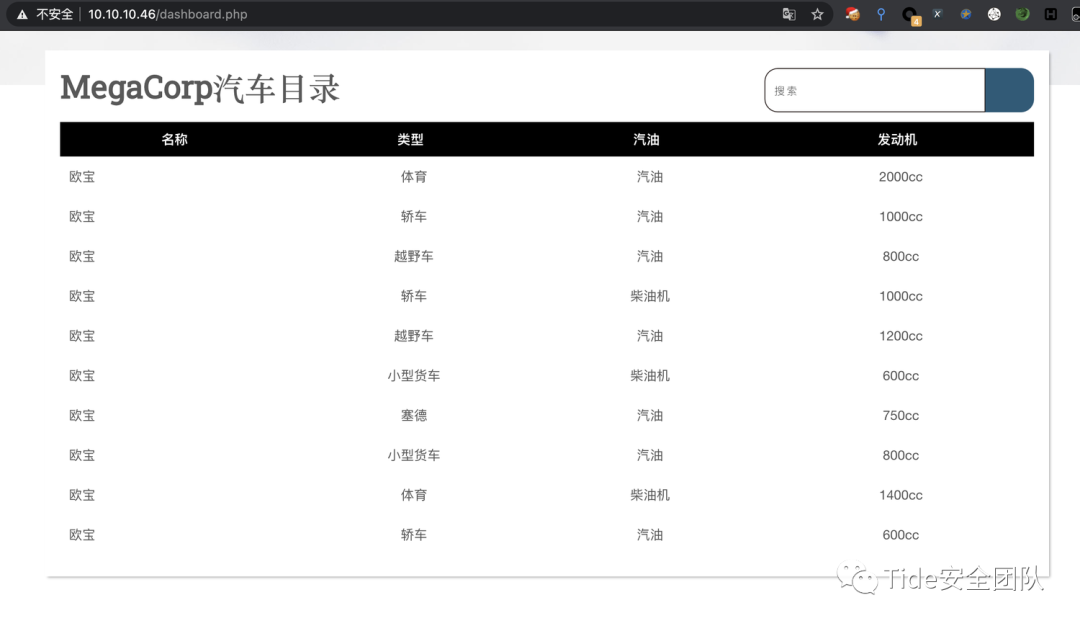 不安全 10.10.10.46/dashboard.php 4
MegaCorp汽车目录 搜索
名称 类型 汽油 发动机
欧宝 体育 汽油 2000cc
欧宝 轿车 汽油 1000cc
欧宝 越野车 汽油 800cc
欧宝 轿车 柴油机 1000cc
欧宝 越野车 汽油 1200cc
欧宝 小型货车 柴油机 600cc
欧宝 塞德 汽油 750cc
欧宝 小型货车 汽油 800cc
欧宝 体育 柴油机 1400cc
欧宝 轿车 汽油 600cc
Tide安全团队